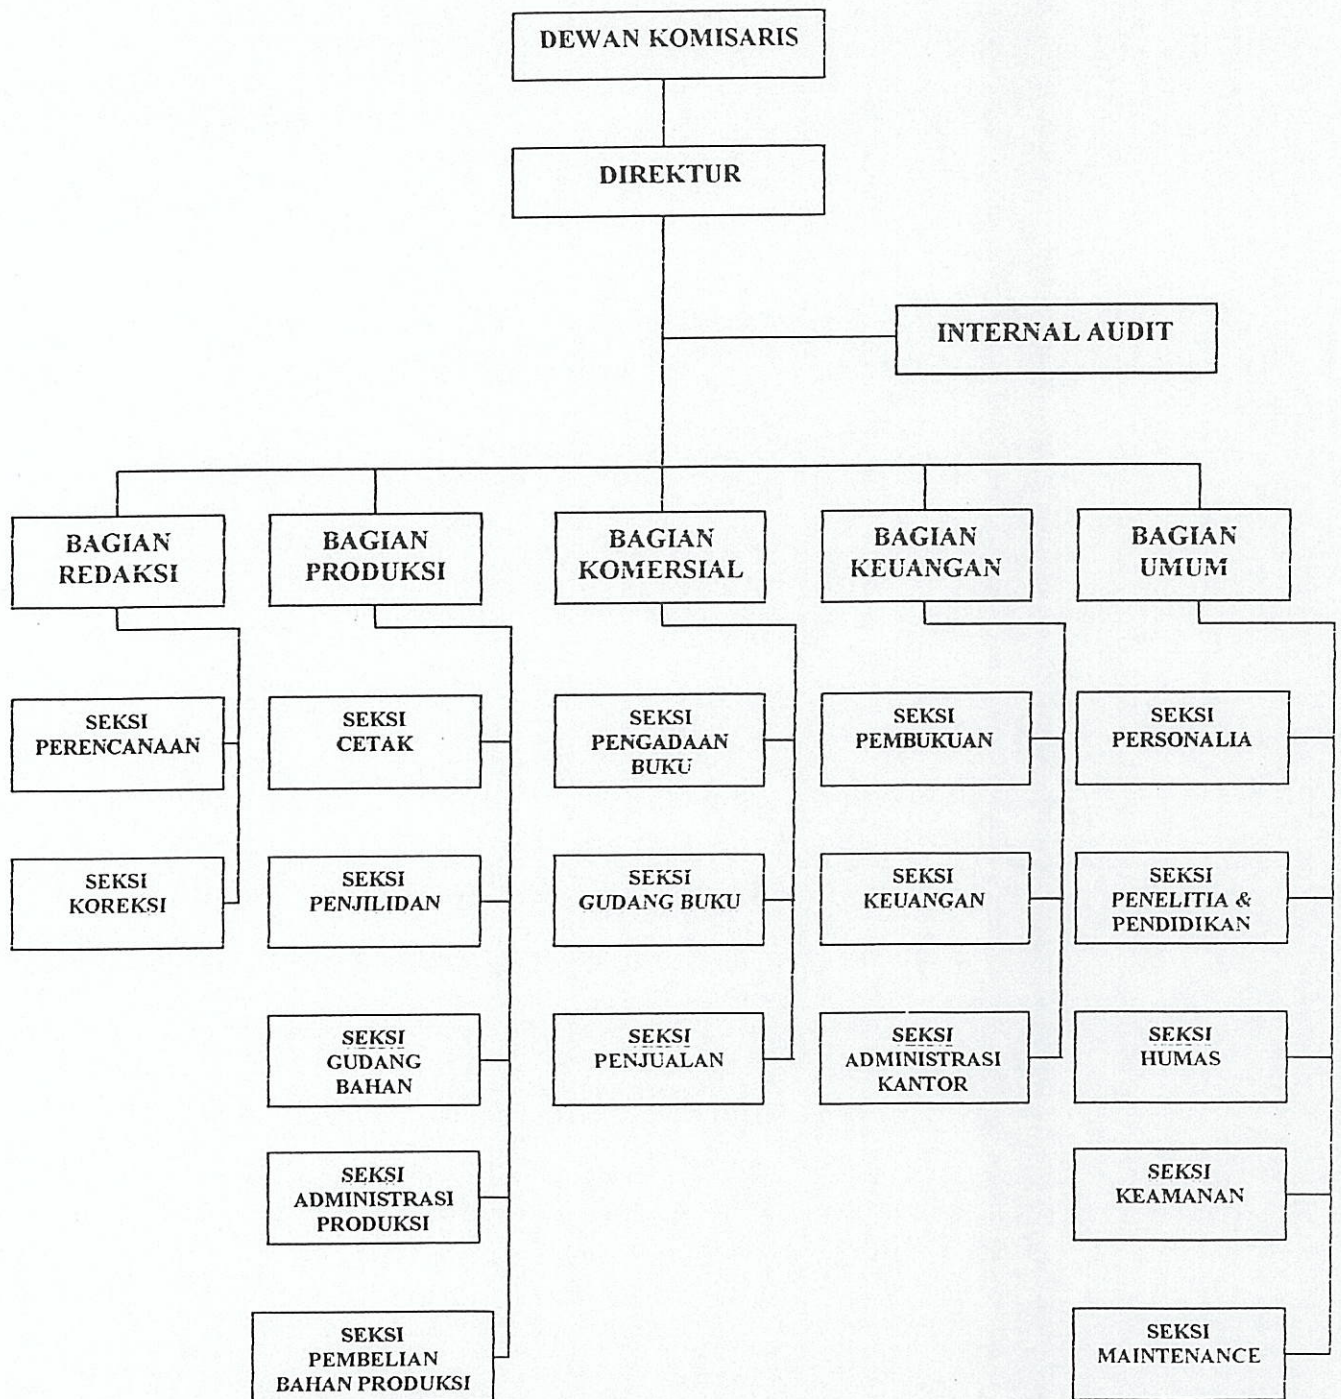 DEWAN KOMISARIS
DIREKTUR
INTERNAL AUDIT
BAGIAN
REDAKSI
BAGIAN
PRODUKSI
BAGIAN
KOMERSIAL
BAGIAN
KEUANGAN
BAGIAN
UMUM
SEKSI
PERENCANAAN
SEKSI
CETAK
SEKSI
PENGADAAN
BUKU
SEKSI
PEMBUKUAN
SEKSI
PERSONALIA
SEKSI
KOREKSI
SEKSI
PENJILIDAN
SEKSI
GUDANG BUKU
SEKSI
KEUANGAN
SEKSI
PENELITIA &
PENDIDIKAN
SEKSI
GUDANG
BAHAN
SEKSI
PENJUALAN
SEKSI
ADMINISTRASI
KANTOR
SEKSI
HUMAS
SEKSI
ADMINISTRASI
PRODUKSI
SEKSI
KEAMANAN
SEKSI
PEMBELIAN
BAHAN PRODUKSI
SEKSI
MAINTENANCE